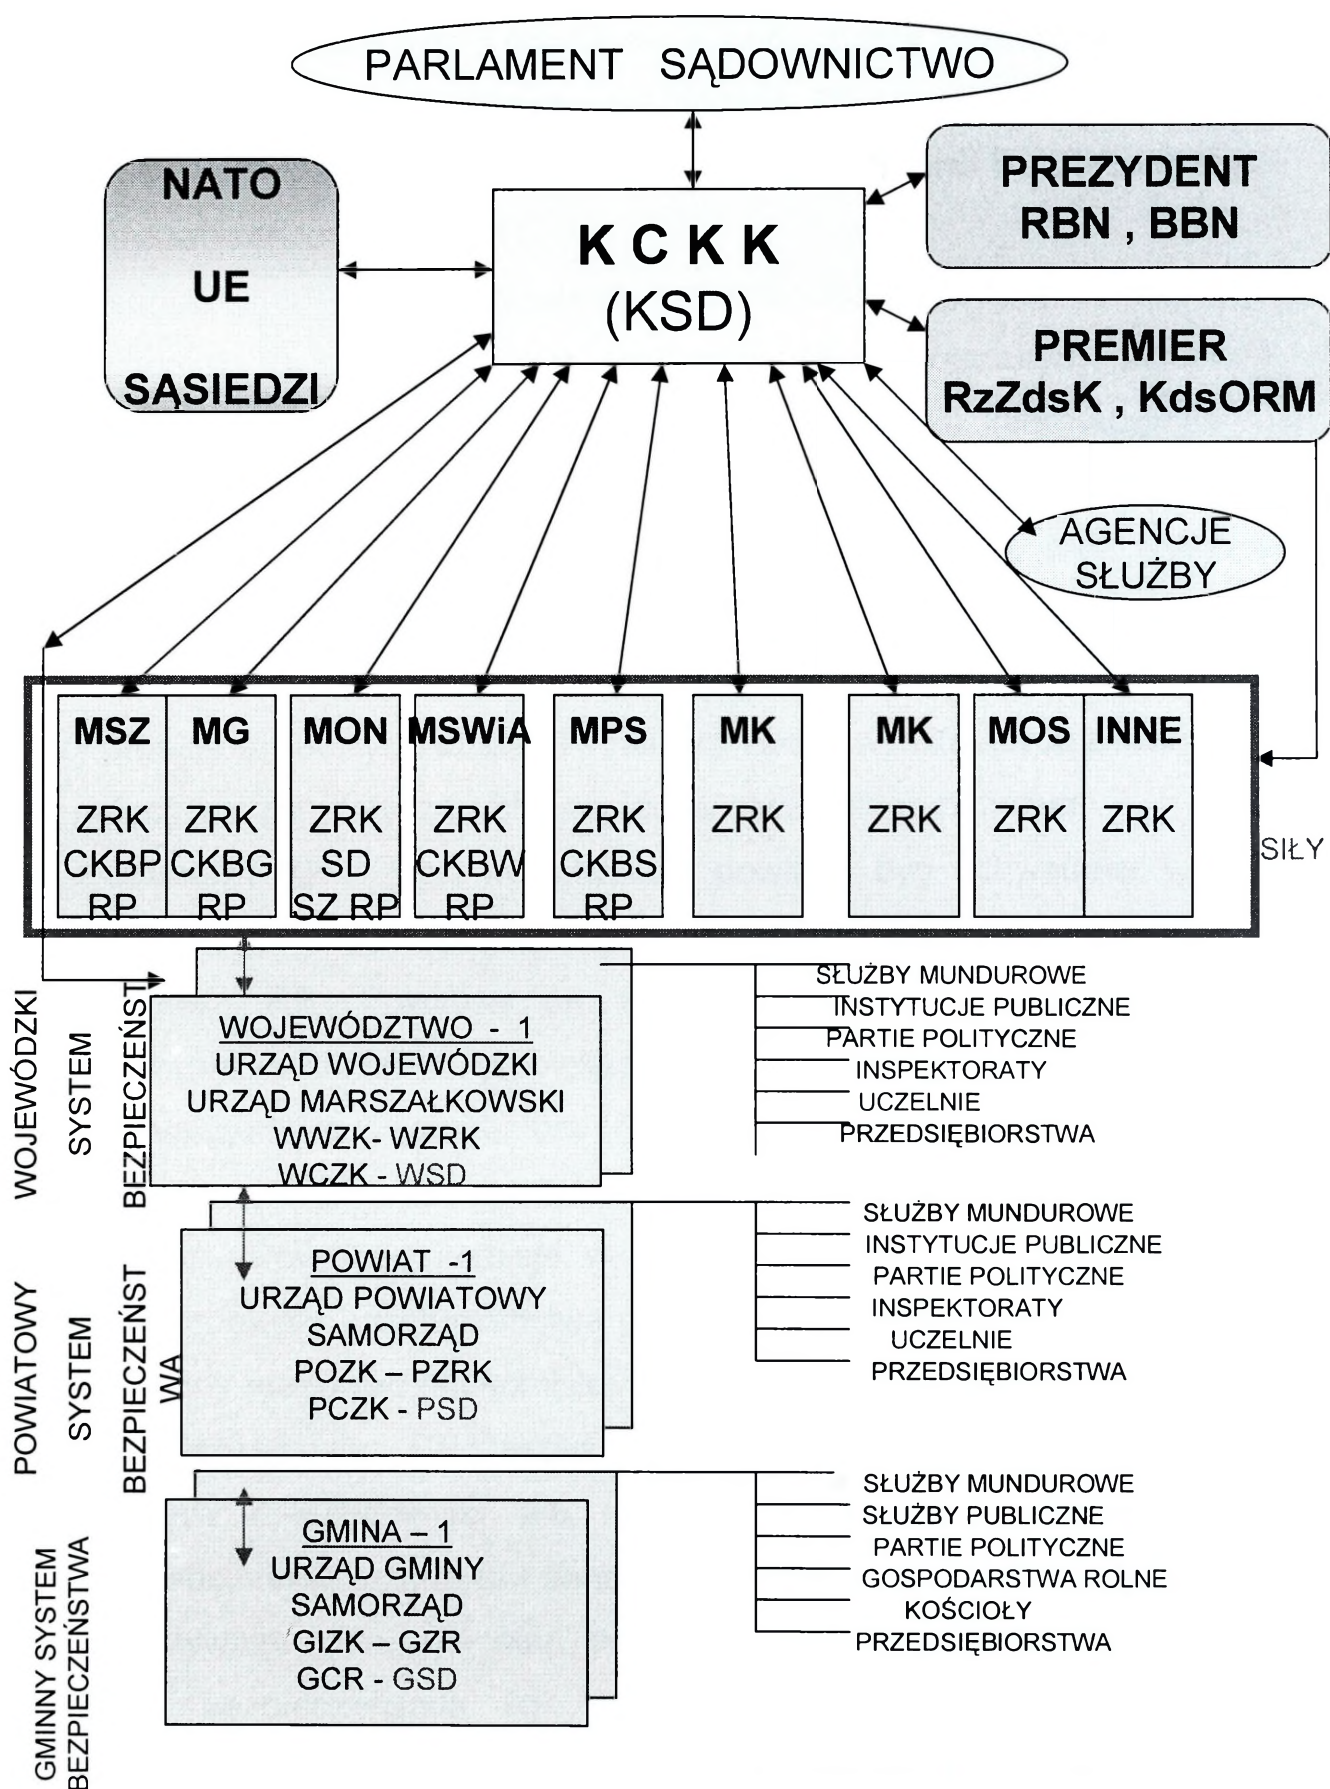 PARLAMENT SĄDOWNICTWO
NATO
UE
SĄSIEDZI
K C K K
(KSD)
PREZYDENT
RBN , BBN
PREMIER
RzZdsK , KdsORM
AGENCJE
SŁUŻBY
MSZ
ZRK
CKBP
RP
MG
ZRK
CKBG
RP
MON
ZRK
SD
SZ RP
MSWiA
ZRK
CKBW
RP
MPS
ZRK
CKBS
RP
MK
ZRK
MK
ZRK
MOS
ZRK
INNE
ZRK
SIŁY
WOJEWÓDZKI
SYSTEM
BEZPIECZEŃST
WOJEWÓDZTWO - 1
URZĄD WOJEWÓDZKI
URZĄD MARSZAŁKOWSKI
WWZK- WZRK
WCZK - WSD
SŁUŻBY MUNDUROWE
INSTYTUCJE PUBLICZNE
PARTIE POLITYCZNE
INSPEKTORATY
UCZELNIE
PRZEDSIĘBIORSTWA
POWIATOWY
SYSTEM
BEZPIECZEŃST
WA
POWIAT -1
URZĄD POWIATOWY
SAMORZĄD
POZK – PZRK
PCZK - PSD
SŁUŻBY MUNDUROWE
INSTYTUCJE PUBLICZNE
PARTIE POLITYCZNE
INSPEKTORATY
UCZELNIE
PRZEDSIĘBIORSTWA
GMINNY SYSTEM
BEZPIECZEŃSTWA
GMINA – 1
URZĄD GMINY
SAMORZĄD
GIZK – GZR
GCR - GSD
SŁUŻBY MUNDUROWE
SŁUŻBY PUBLICZNE
PARTIE POLITYCZNE
GOSPODARSTWA ROLNE
KOŚCIOŁY
PRZEDSIĘBIORSTWA